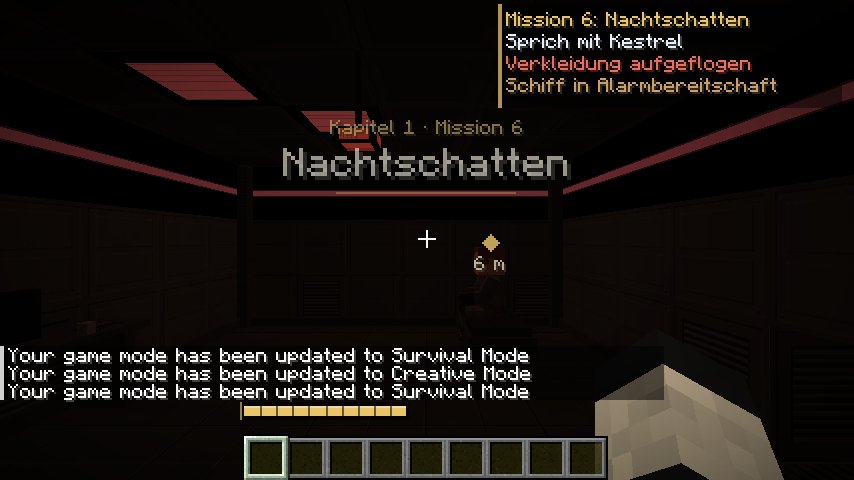 Mission 6: Nachtschatten
Sprich mit Kestrel
Verkleidung aufgeflogen
Schiff in Alarmbereitschaft
Kapitel 1 · Mission 6
Nachtschatten
6 m
Your game mode has been updated to Survival Mode
Your game mode has been updated to Creative Mode
Your game mode has been updated to Survival Mode